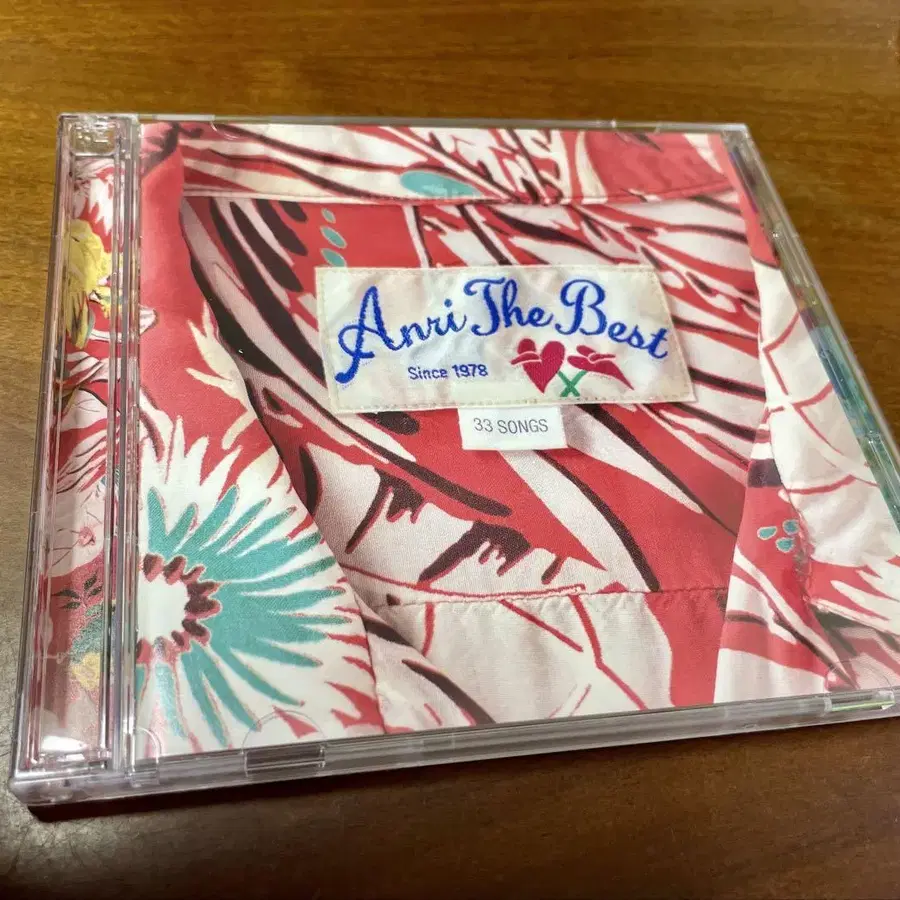 Anri The Best
Since 1978
33 SONGS